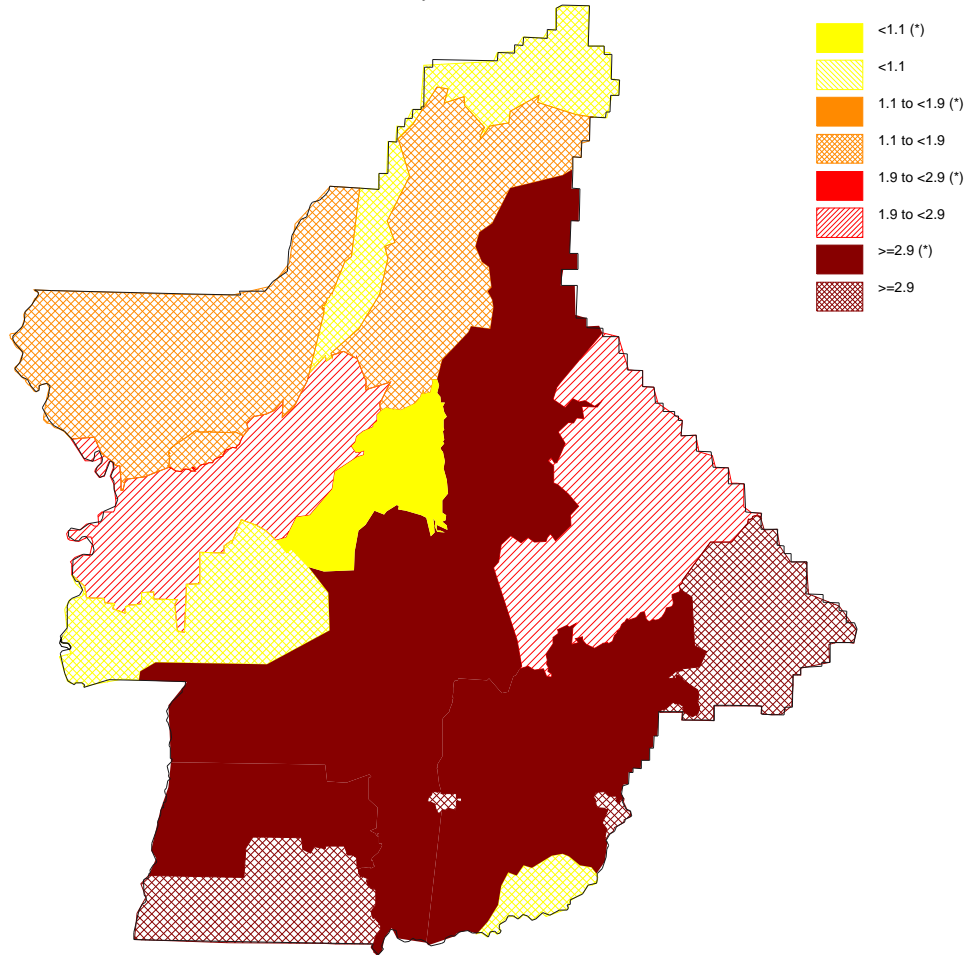 <1.1 (*)
<1.1
1.1 to <1.9 (*)
1.1 to <1.9
1.9 to <2.9 (*)
1.9 to <2.9
>=2.9 (*)
>=2.9